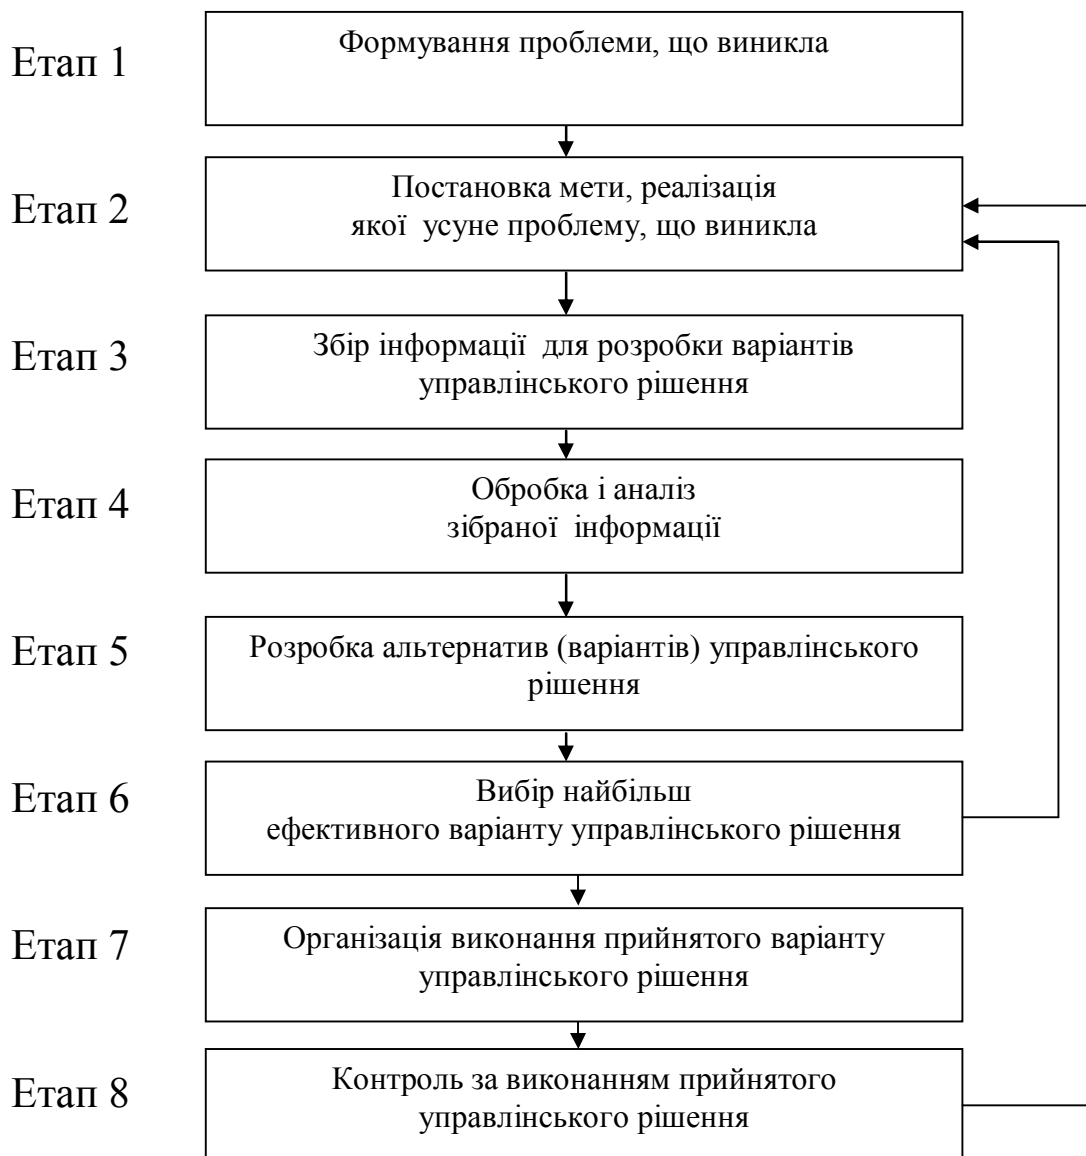 Етап 1
Формування проблеми, що виникла
Етап 2
Постановка мети, реалізація
якої усуне проблему, що виникла
Етап 3
Збір інформації для розробки варіантів
управлінського рішення
Етап 4
Обробка і аналіз
зібраної інформації
Етап 5
Розробка альтернатив (варіантів) управлінського
рішення
Етап 6
Вибір найбільш
ефективного варіанту управлінського рішення
Етап 7
Організація виконання прийнятого варіанту
управлінського рішення
Етап 8
Контроль за виконанням прийнятого
управлінського рішення